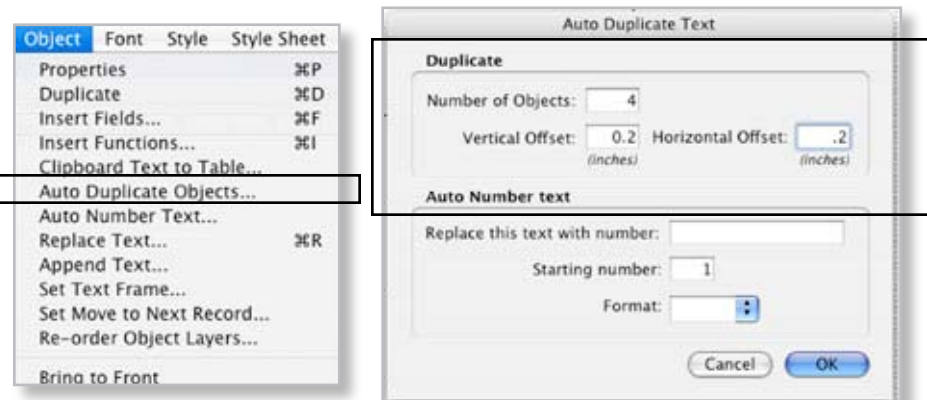 Object Font Style Style Sheet
Properties ⌘P
Duplicate ⌘D
Insert Fields... ⌘F
Insert Functions... ⌘I
Clipboard Text to Table...
Auto Duplicate Objects...
Auto Number Text...
Replace Text... ⌘R
Append Text...
Set Text Frame...
Set Move to Next Record...
Re-order Object Layers...
Bring to Front
Auto Duplicate Text
Duplicate
Number of Objects: 4
Vertical Offset: 0.2 Horizontal Offset: .2
(inches) (inches)
Auto Number text
Replace this text with number:
Starting number: 1
Format:
Cancel OK